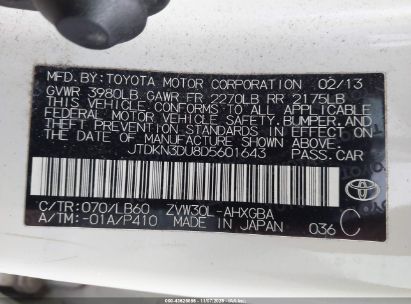 MFD.BY:TOYOTA MOTOR CORPORATION 02/13
GVWR 3980LB GAWR FR 2270LB RR 2175LB
THIS VEHICLE CONFORMS TO ALL APPLICABLE
FEDERAL MOTOR VEHICLE SAFETY,BUMPER,AND
THEFT PREVENTION STANDARDS IN EFFECT ON
THE DATE OF MANUFACTURE SHOWN ABOVE.
JTDKN3DU8D5601643 PASS.CAR
TOYOTA
C/TR:070/LB60 ZVW30L-AHXGBA
A/TM:-01A/P410 MADE IN JAPAN 036 C